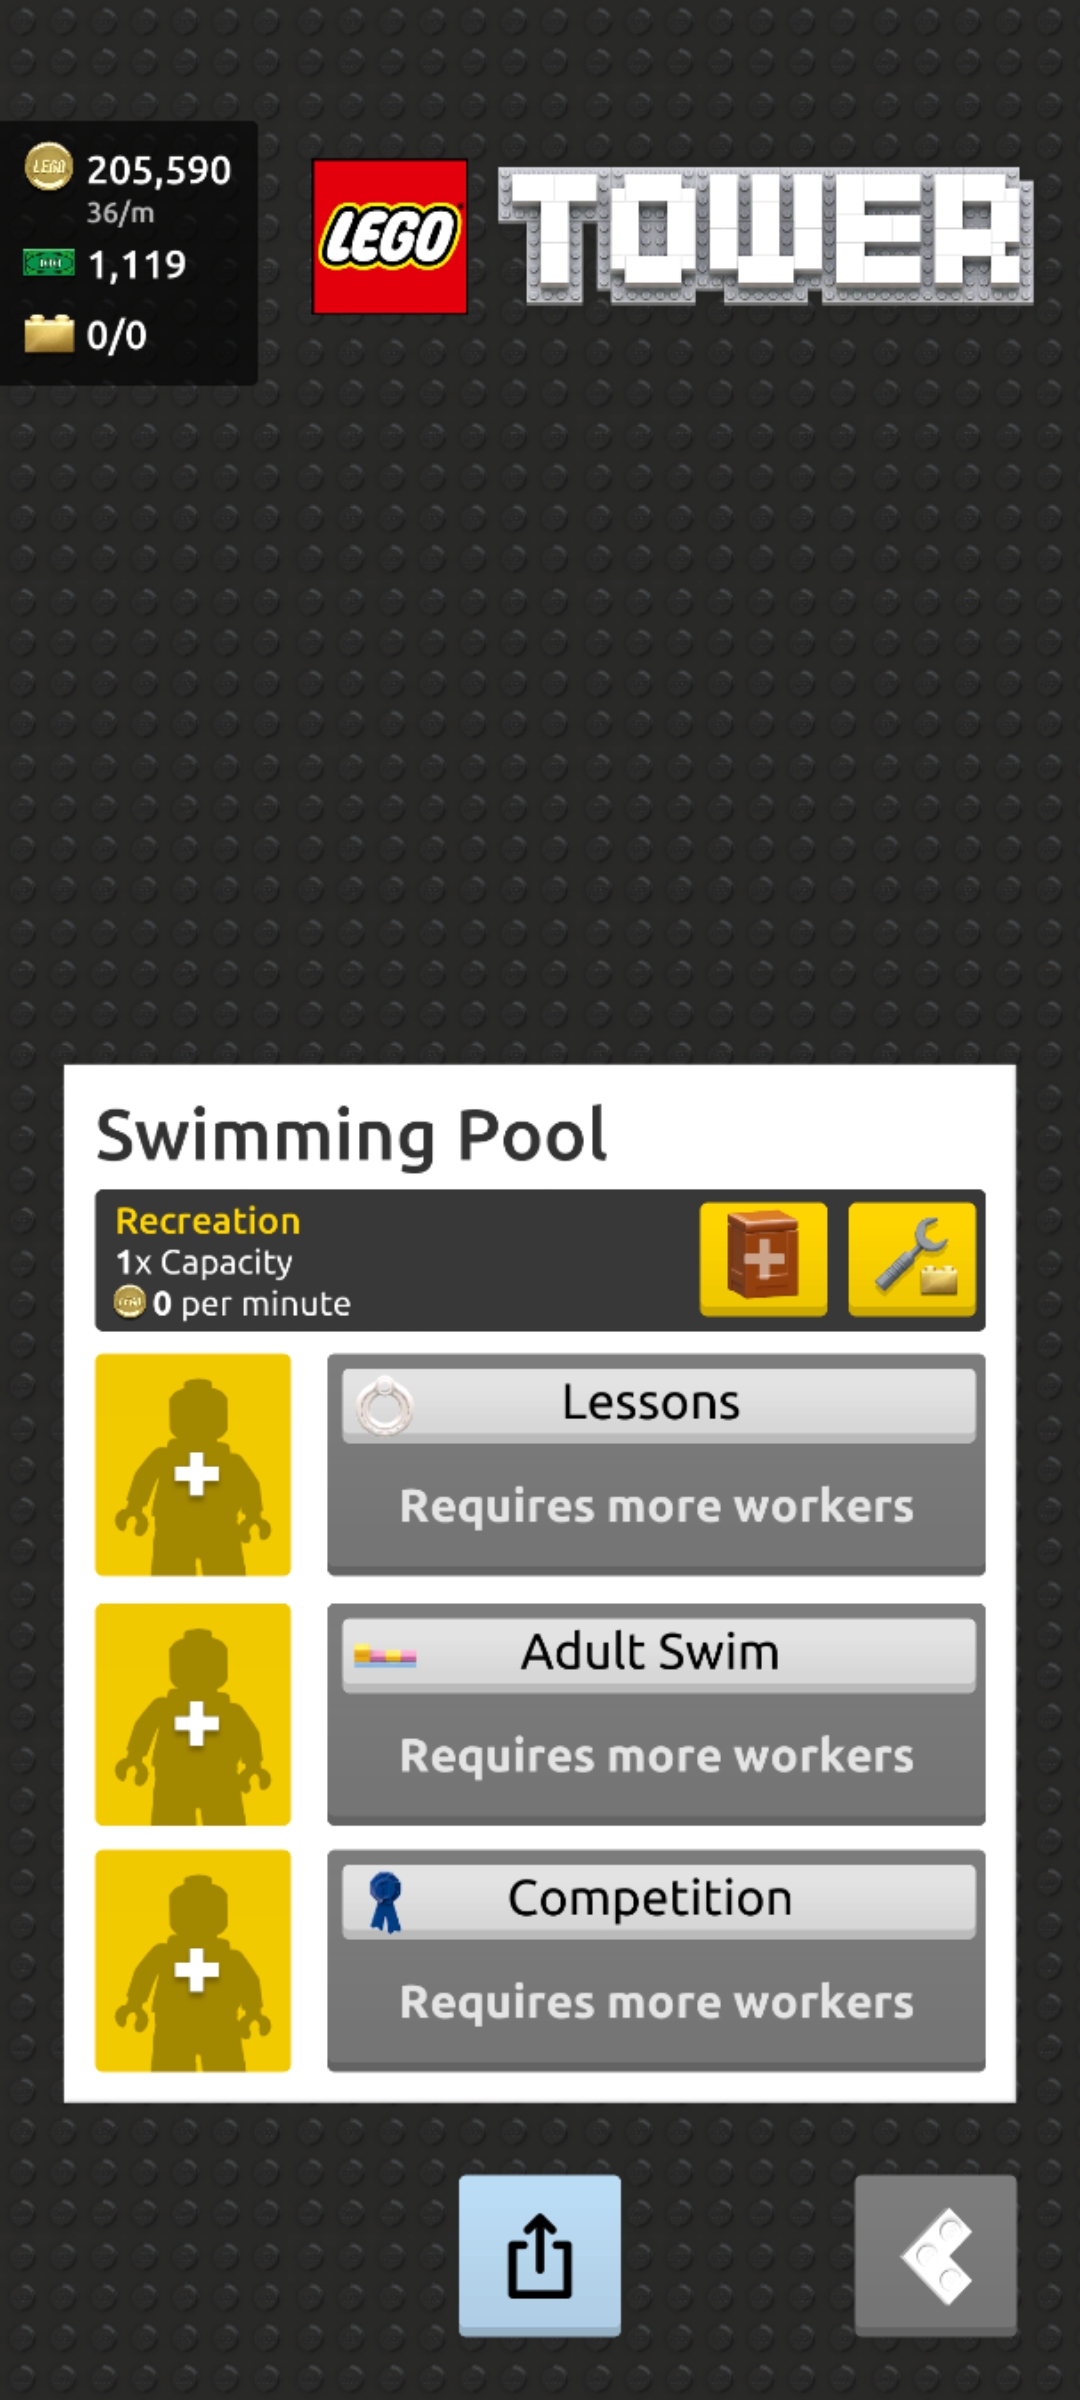 205,590
36/m
1,119
0/0
LEGO
TOWER
Swimming Pool
Recreation
1x Capacity
0 per minute
Lessons
Requires more workers
Adult Swim
Requires more workers
Competition
Requires more workers